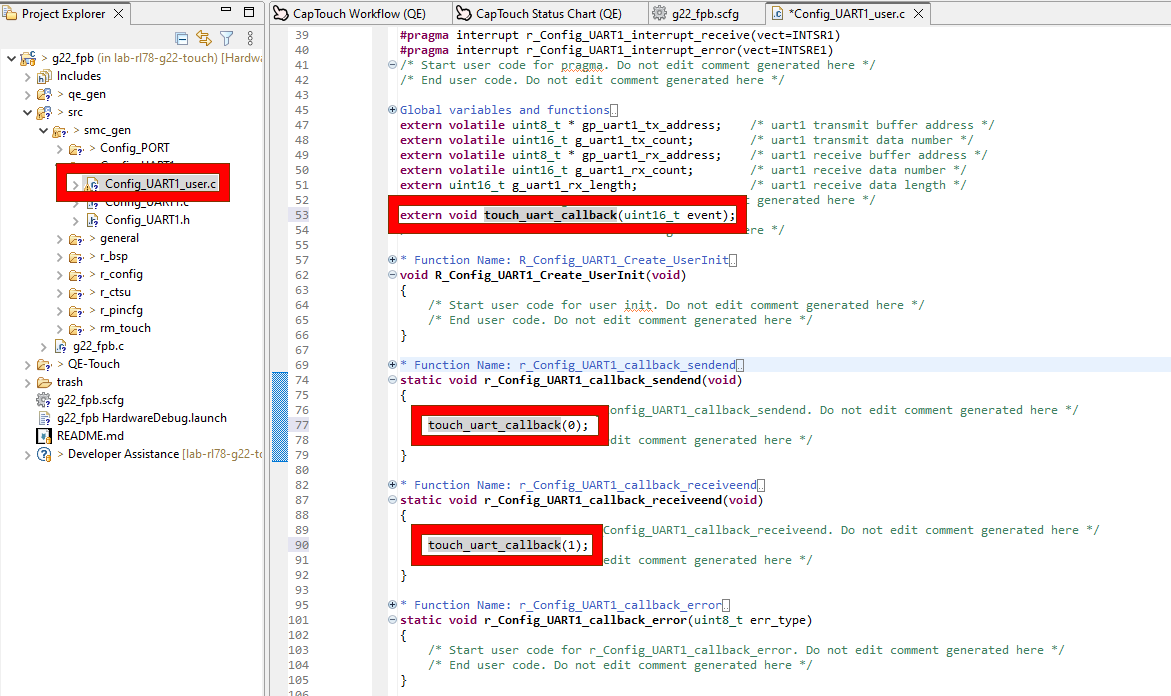 Project Explorer
CapTouch Workflow (QE)
CapTouch Status Chart (QE)
g22_fpb.scfg
*Config_UART1_user.c
> g22_fpb (in lab-rl78-g22-touch) [Hardwa
Includes
> qe_gen
> src
> smc_gen
> Config_PORT
Config_UART1_user.c
Config_UART1.c
Config_UART1.h
> general
> r_bsp
> r_config
> r_ctsu
> r_pincfg
> rm_touch
g22_fpb.c
> QE-Touch
trash
g22_fpb.scfg
g22_fpb HardwareDebug.launch
README.md
> Developer Assistance [lab-rl78-g22-to
39 #pragma interrupt r_Config_UART1_interrupt_receive(vect=INTSR1)
40 #pragma interrupt r_Config_UART1_interrupt_error(vect=INTSRE1)
41 /* Start user code for pragma. Do not edit comment generated here */
42 /* End user code. Do not edit comment generated here */
43
45 Global variables and functions
47 extern volatile uint8_t * gp_uart1_tx_address; /* uart1 transmit buffer address */
48 extern volatile uint16_t g_uart1_tx_count; /* uart1 transmit data number */
49 extern volatile uint8_t * gp_uart1_rx_address; /* uart1 receive buffer address */
50 extern volatile uint16_t g_uart1_rx_count; /* uart1 receive data number */
51 extern uint16_t g_uart1_rx_length; /* uart1 receive data length */
52 generated here */
53 extern void touch_uart_callback(uint16_t event);
54 here */
55
57 * Function Name: R_Config_UART1_Create_UserInit
62 void R_Config_UART1_Create_UserInit(void)
63 {
64 /* Start user code for user init. Do not edit comment generated here */
65 /* End user code. Do not edit comment generated here */
66 }
67
69 * Function Name: r_Config_UART1_callback_sendend
74 static void r_Config_UART1_callback_sendend(void)
75 {
76 onfig_UART1_callback_sendend. Do not edit comment generated here */
77 touch_uart_callback(0);
78 dit comment generated here */
79 }
80
82 * Function Name: r_Config_UART1_callback_receiveend
87 static void r_Config_UART1_callback_receiveend(void)
88 {
89 Config_UART1_callback_receiveend. Do not edit comment generated here */
90 touch_uart_callback(1);
91 edit comment generated here */
92 }
93
95 * Function Name: r_Config_UART1_callback_error
101 static void r_Config_UART1_callback_error(uint8_t err_type)
102 {
103 /* Start user code for r_Config_UART1_callback_error. Do not edit comment generated here */
104 /* End user code. Do not edit comment generated here */
105 }
106